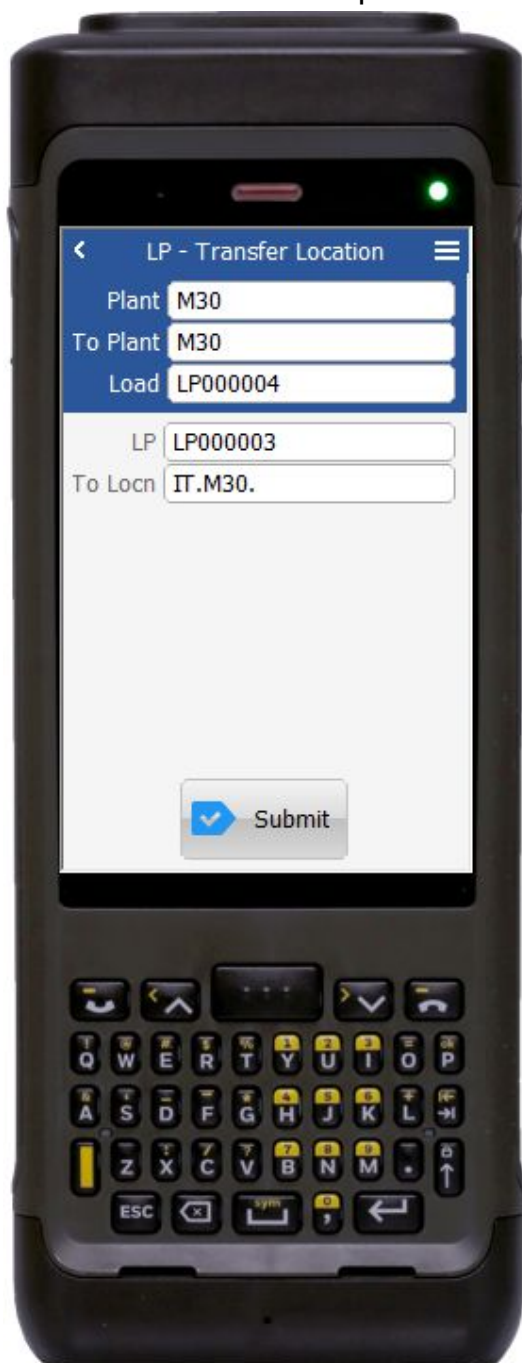 LP - Transfer Location
Plant M30
To Plant M30
Load LP000004
LP LP000003
To Locn IT.M30.
Submit
Q W E R T Y U I O P
A S D F G H J K L
Z X C V B N M .
ESC sym 0 ,